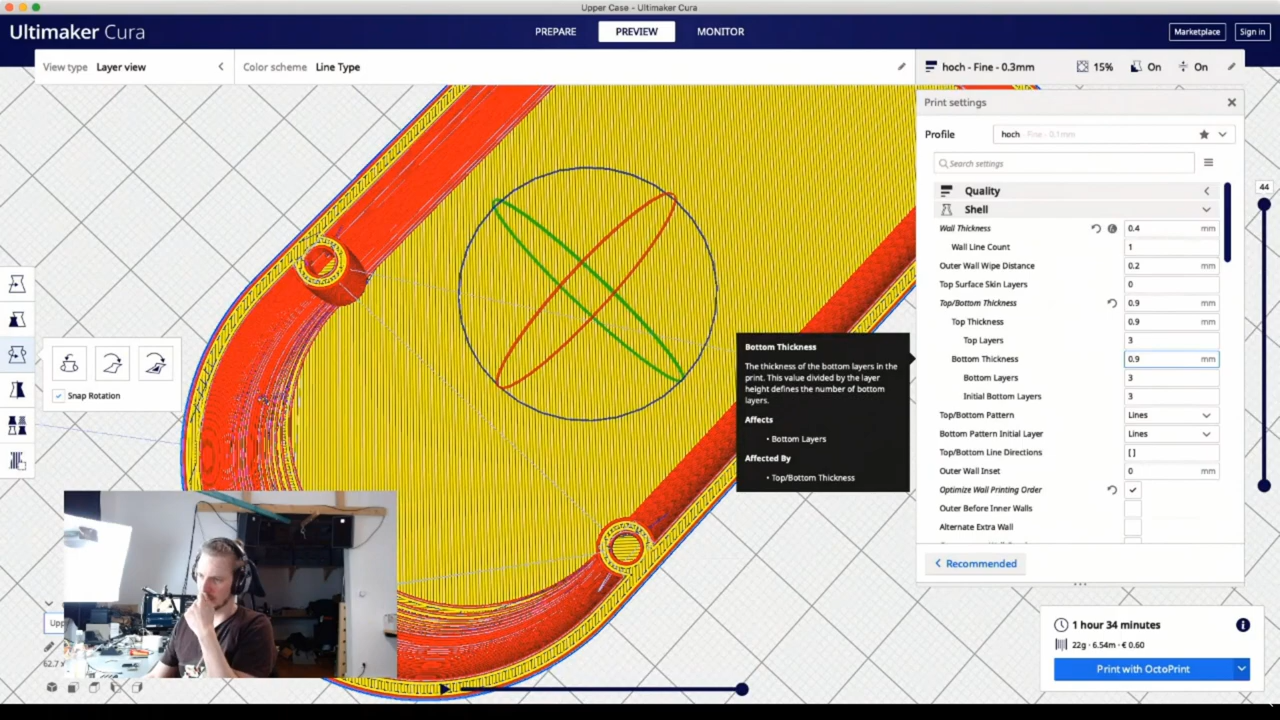 Upper Case - Ultimaker Cura
Ultimaker Cura
PREPARE
PREVIEW
MONITOR
Marketplace
Sign in
View type Layer view
Color scheme Line Type
hoch - Fine - 0.3mm
15%
On
On
Print settings
Profile
hoch - Fine - 0.1mm
Search settings
Quality
Shell
44
Wall Thickness 0.4 mm
Wall Line Count 1
Outer Wall Wipe Distance 0.2 mm
Top Surface Skin Layers 0
Top/Bottom Thickness 0.9 mm
Top Thickness 0.9 mm
Top Layers 3
Bottom Thickness 0.9 mm
Bottom Layers 3
Initial Bottom Layers 3
Top/Bottom Pattern Lines
Bottom Pattern Initial Layer Lines
Top/Bottom Line Directions []
Outer Wall Inset 0 mm
Optimize Wall Printing Order
Outer Before Inner Walls
Alternate Extra Wall
Bottom Thickness
The thickness of the bottom layers in the
print. This value divided by the layer
height defines the number of bottom
layers.
Affects
• Bottom Layers
Affected By
• Top/Bottom Thickness
Snap Rotation
Recommended
Upp
62.7
1 hour 34 minutes
22g · 6.54m · € 0.60
Print with OctoPrint